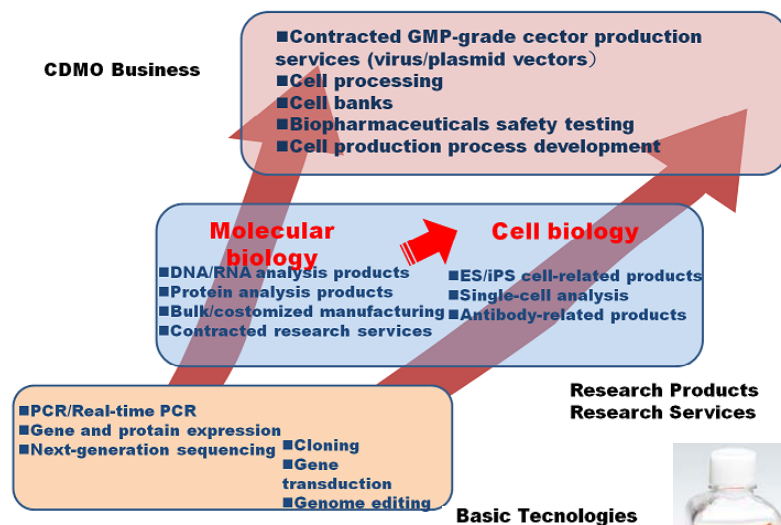 CDMO Business
■Contracted GMP-grade cector production
services (virus/plasmid vectors）
■Cell processing
■Cell banks
■Biopharmaceuticals safety testing
■Cell production process development
Molecular
biology
■DNA/RNA analysis products
■Protein analysis products
■Bulk/costomized manufacturing
■Contracted research services
Cell biology
■ES/iPS cell-related products
■Single-cell analysis
■Antibody-related products
Research Products
Research Services
■PCR/Real-time PCR
■Gene and protein expression
■Next-generation sequencing
■Cloning
■Gene
transduction
■Genome editing
Basic Tecnologies